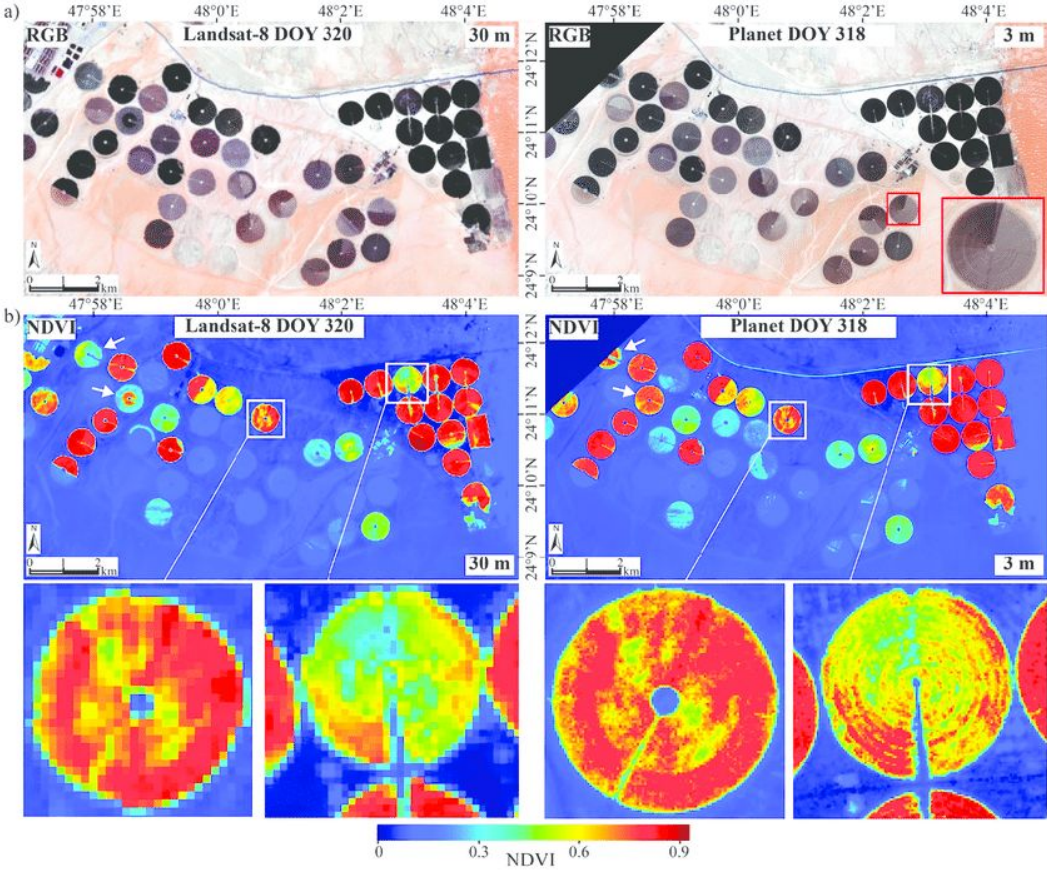 a)
47°58'E 48°0'E 48°2'E 48°4'E 47°58'E 48°0'E 48°2'E 48°4'E
RGB Landsat-8 DOY 320 30 m RGB Planet DOY 318 3 m
24°12'N
24°11'N
24°10'N
24°9'N
N
0 2
km
N
0 2
km
47°58'E 48°0'E 48°2'E 48°4'E 47°58'E 48°0'E 48°2'E 48°4'E
b)
NDVI Landsat-8 DOY 320 NDVI Planet DOY 318
24°12'N
24°11'N
24°10'N
24°9'N
N
0 2
km
30 m
N
0 2
km
3 m
0 0.3 0.6 0.9
NDVI